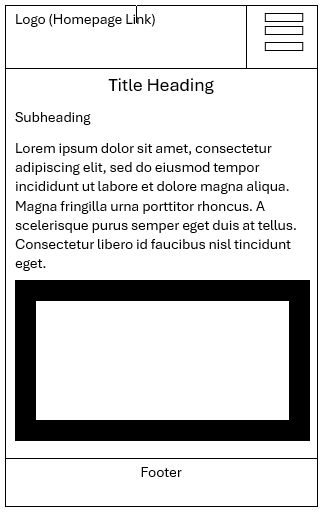 Logo (Homepage Link)
Title Heading
Subheading
Lorem ipsum dolor sit amet, consectetur
adipiscing elit, sed do eiusmod tempor
incididunt ut labore et dolore magna aliqua.
Magna fringilla urna porttitor rhoncus. A
scelerisque purus semper eget duis at tellus.
Consectetur libero id faucibus nisl tincidunt
eget.
Footer